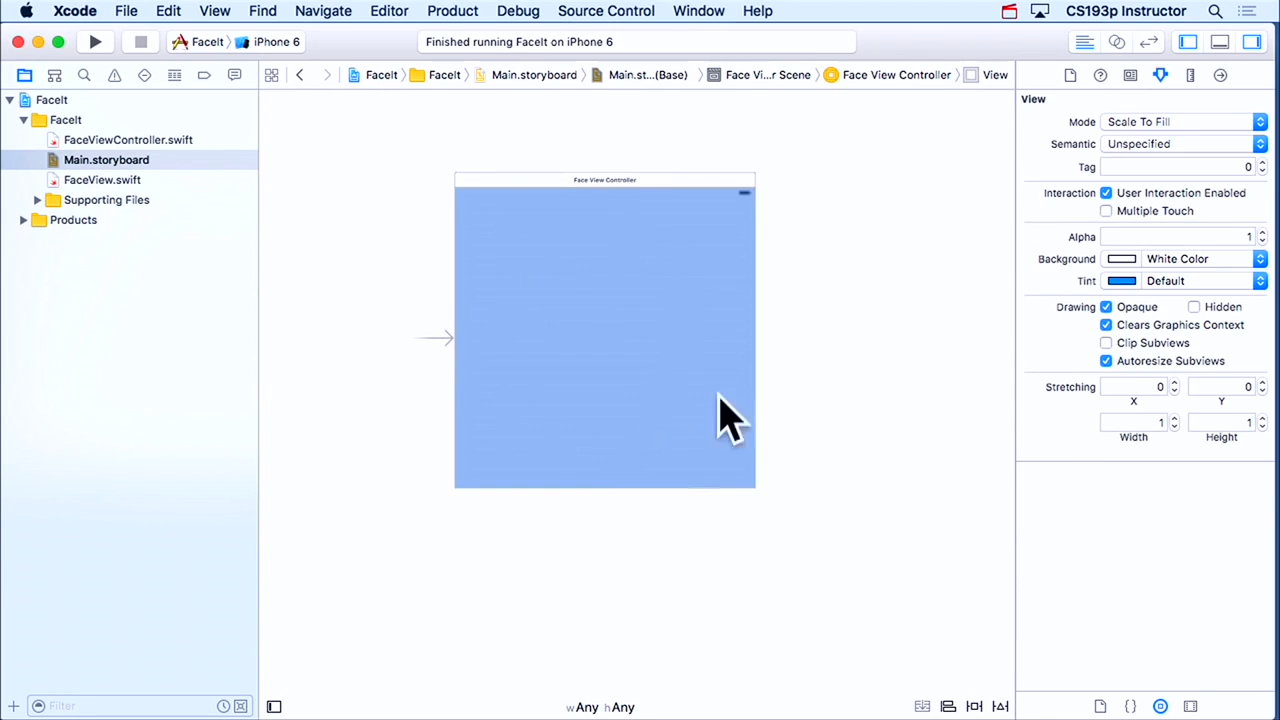 Xcode File Edit View Find Navigate Editor Product Debug Source Control Window Help CS193p Instructor
FaceIt iPhone 6 Finished running FaceIt on iPhone 6
FaceIt FaceIt Main.storyboard Main.st...(Base) Face Vi...r Scene Face View Controller View
FaceIt
FaceIt
FaceViewController.swift
Main.storyboard
FaceView.swift
Supporting Files
Products
Filter
Face View Controller
wAny hAny
View
Mode Scale To Fill
Semantic Unspecified
Tag 0
Interaction User Interaction Enabled
Multiple Touch
Alpha 1
Background White Color
Tint Default
Drawing Opaque Hidden
Clears Graphics Context
Clip Subviews
Autoresize Subviews
Stretching 0 0
X Y
1 1
Width Height